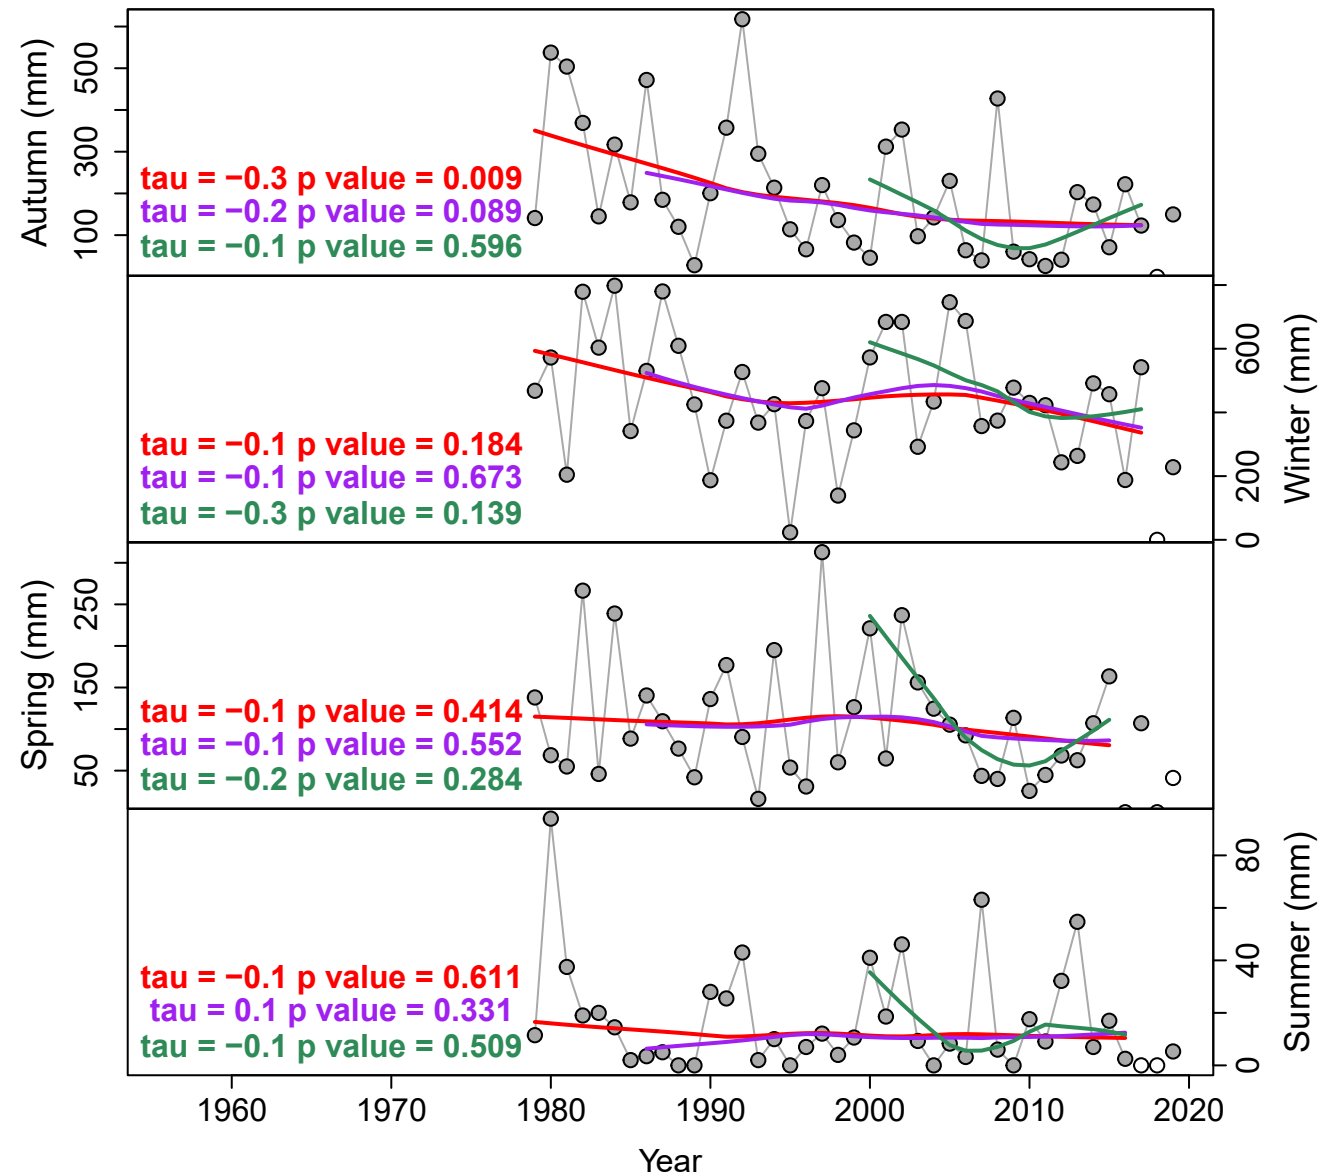 Autumn (mm)
500
300
100
tau = −0.3 p value = 0.009
tau = −0.2 p value = 0.089
tau = −0.1 p value = 0.596
Winter (mm)
600
200
0
tau = −0.1 p value = 0.184
tau = −0.1 p value = 0.673
tau = −0.3 p value = 0.139
Spring (mm)
250
150
50
tau = −0.1 p value = 0.414
tau = −0.1 p value = 0.552
tau = −0.2 p value = 0.284
Summer (mm)
80
40
0
tau = −0.1 p value = 0.611
tau = 0.1 p value = 0.331
tau = −0.1 p value = 0.509
1960 1970 1980 1990 2000 2010 2020
Year